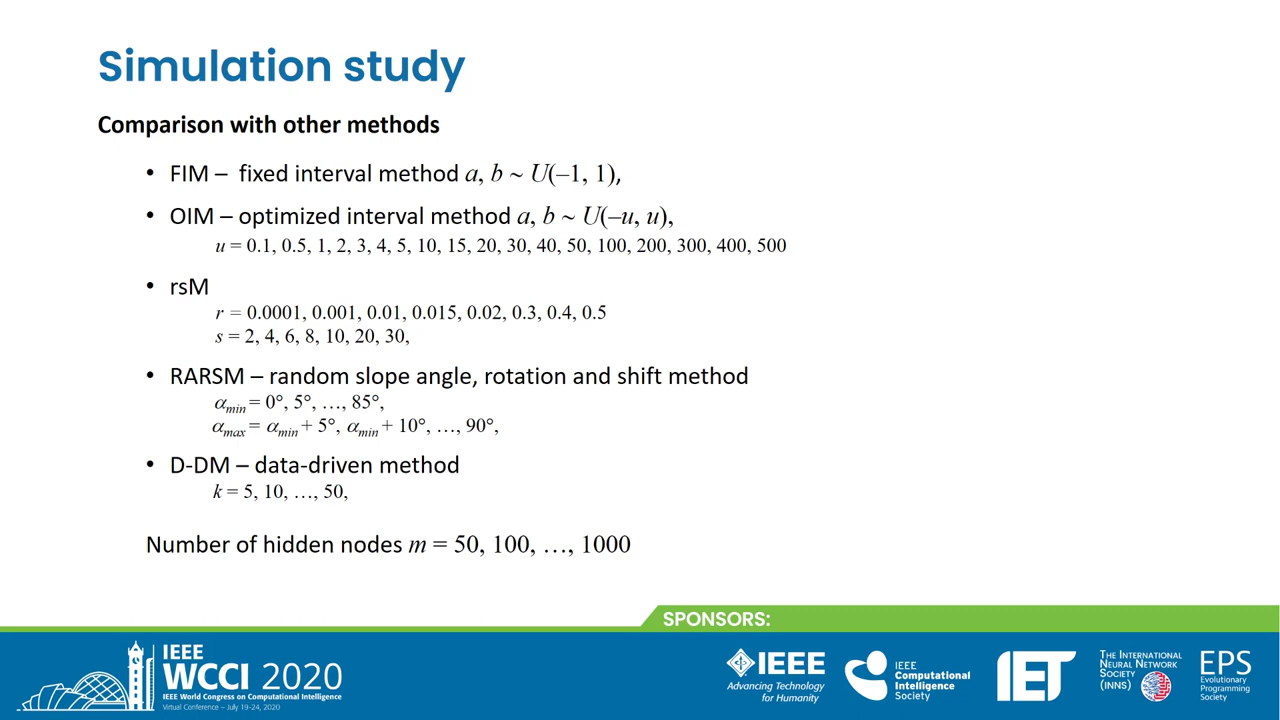 Simulation study
Comparison with other methods
• FIM – fixed interval method a, b ~ U(–1, 1),
• OIM – optimized interval method a, b ~ U(–u, u),
u = 0.1, 0.5, 1, 2, 3, 4, 5, 10, 15, 20, 30, 40, 50, 100, 200, 300, 400, 500
• rsM
r = 0.0001, 0.001, 0.01, 0.015, 0.02, 0.3, 0.4, 0.5
s = 2, 4, 6, 8, 10, 20, 30,
• RARSM – random slope angle, rotation and shift method
αmin = 0°, 5°, …, 85°,
αmax = αmin + 5°, αmin + 10°, …, 90°,
• D-DM – data-driven method
k = 5, 10, …, 50,
Number of hidden nodes m = 50, 100, …, 1000
SPONSORS:
IEEE
WCCI 2020
IEEE World Congress on Computational Intelligence
Virtual Conference – July 19-24, 2020
IEEE
Advancing Technology
for Humanity
IEEE
Computational
Intelligence
Society
IET
THE INTERNATIONAL
NEURAL NETWORK
SOCIETY
(INNS)
EPS
Evolutionary
Programming
Society